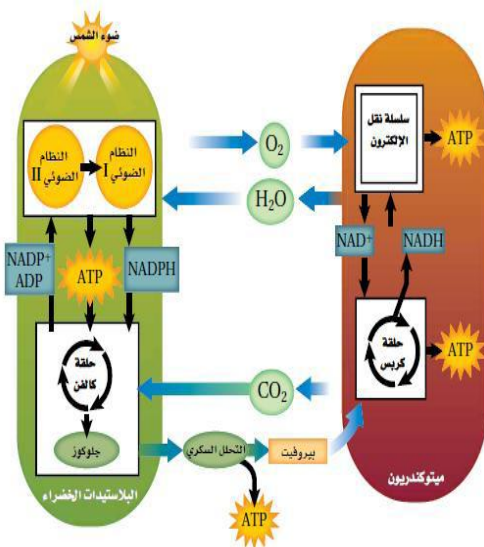 ضوء الشمس
النظام
الضوئي II
النظام
الضوئي I
NADP+
ADP
ATP
NADPH
حلقة
كالفن
جلوكوز
البلاستيدات الخضراء
O2
H2O
CO2
التحلل السكري
بيروفيت
ATP
سلسلة نقل
الإلكترون
ATP
NAD+
NADH
حلقة
كربس
ATP
ميتوكندريون